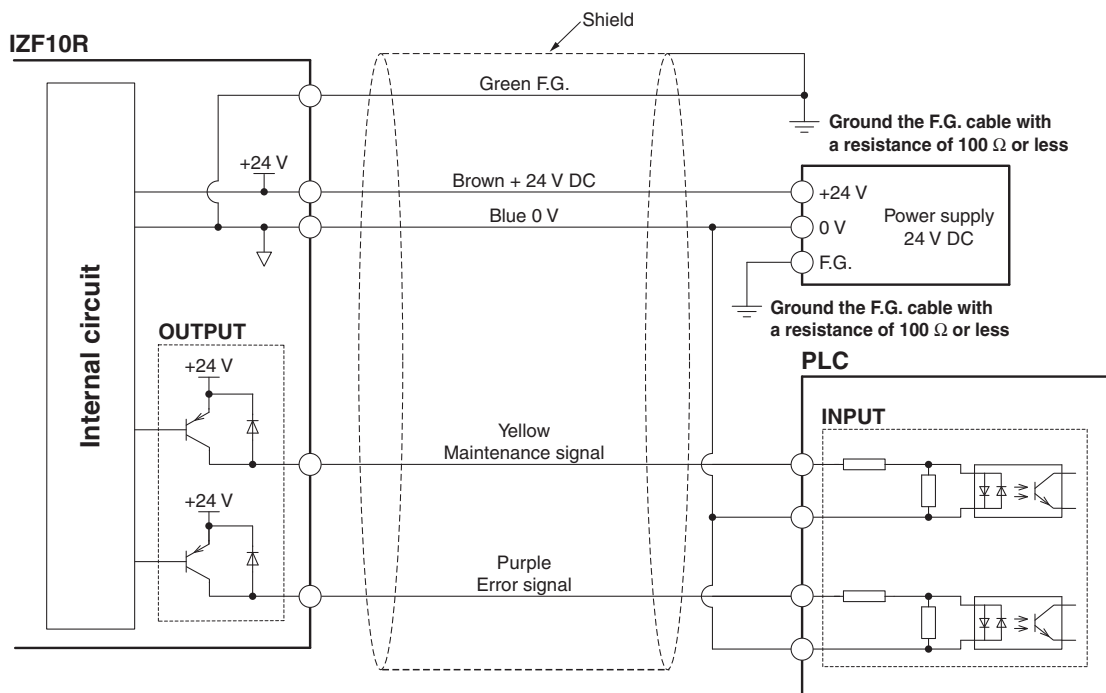 Shield
IZF10R
Green F.G.
Ground the F.G. cable with
a resistance of 100 Ω or less
+24 V
Brown + 24 V DC
+24 V
Blue 0 V
0 V
Power supply
24 V DC
F.G.
Ground the F.G. cable with
a resistance of 100 Ω or less
Internal circuit
OUTPUT
+24 V
PLC
INPUT
Yellow
Maintenance signal
+24 V
Purple
Error signal